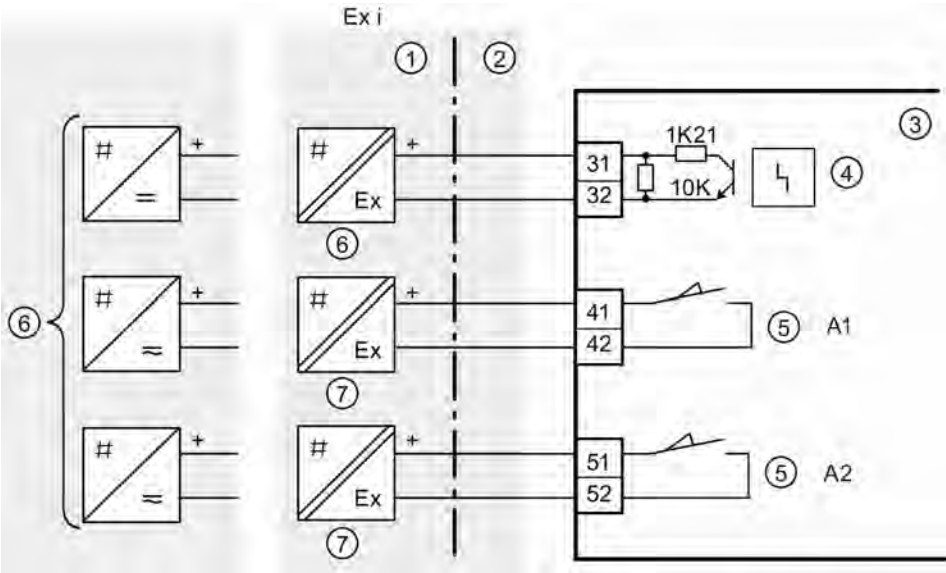 Ex i
① ②
③
# + # + 31 1K21
= Ex 32 10K ④
⑥
# + # + 41
≈ Ex 42 ⑤ A1
⑥
⑦
# + # + 51
≈ Ex 52 ⑤ A2
⑦